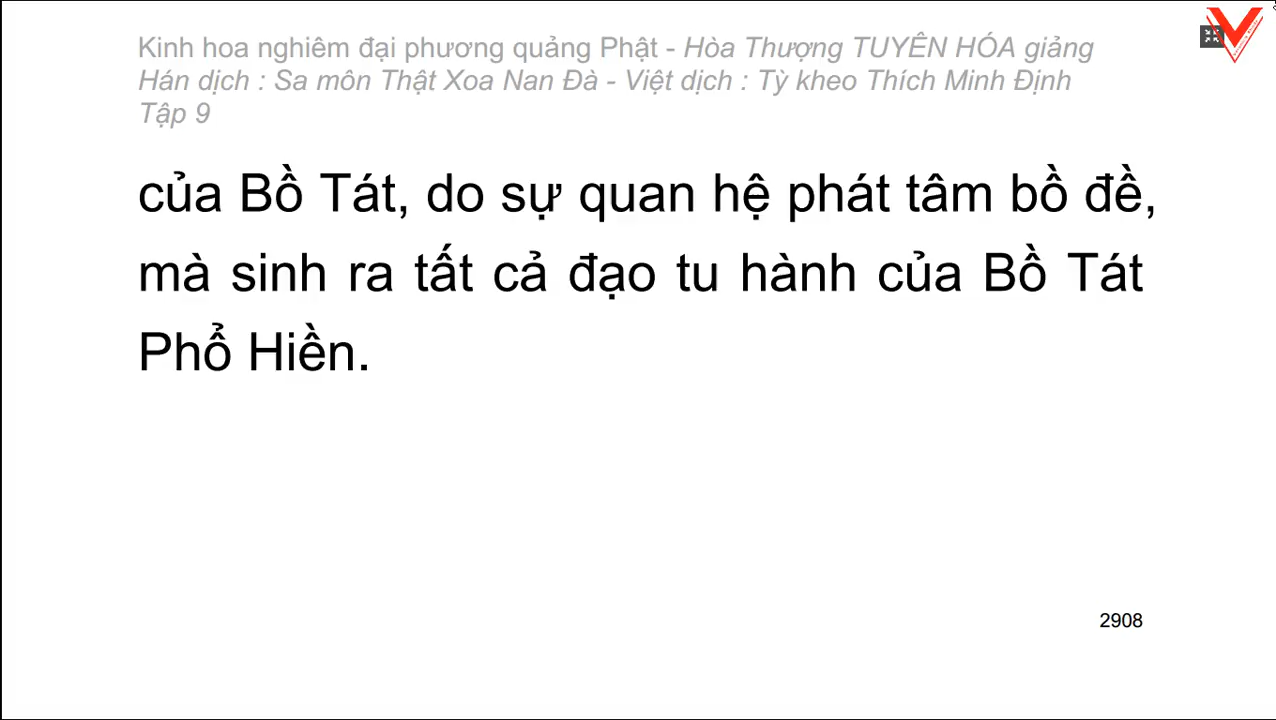 Kinh hoa nghiêm đại phương quảng Phật - Hòa Thượng TUYÊN HÓA giảng
Hán dịch : Sa môn Thật Xoa Nan Đà - Việt dịch : Tỳ kheo Thích Minh Định
Tập 9
của Bồ Tát, do sự quan hệ phát tâm bồ đề,
mà sinh ra tất cả đạo tu hành của Bồ Tát
Phổ Hiền.
2908